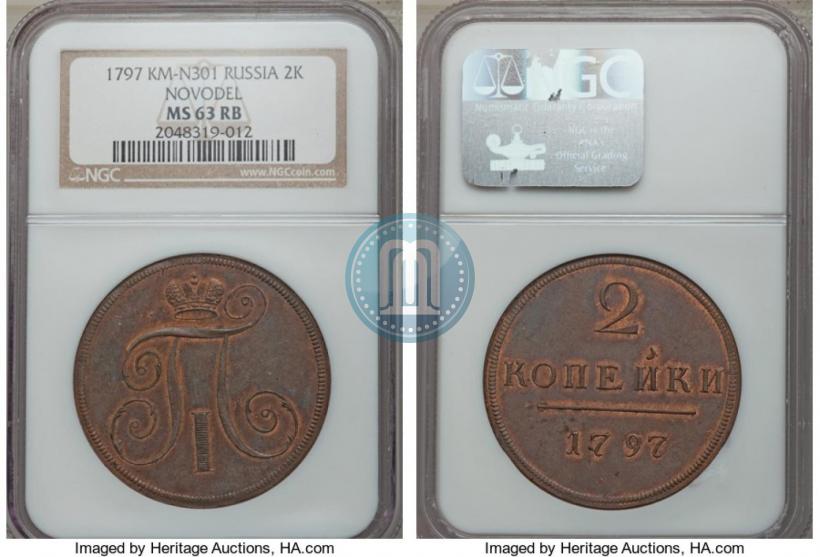 1797 KM-N301 RUSSIA 2K
NOVODEL
MS 63 RB
2048319-012
NGC
www.NGCcoin.com
NGC
Numismatic Guaranty Corporation
NGC is the
ANA's
Official Grading
Service
2
КОПЕЙКИ
1797
Imaged by Heritage Auctions, HA.com
Imaged by Heritage Auctions, HA.com